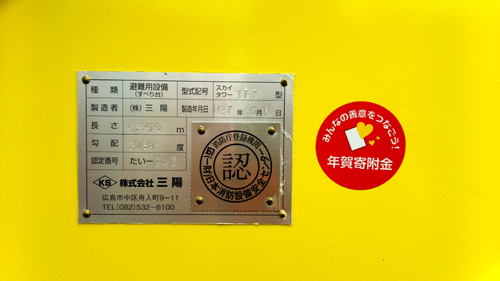 種類 避難用設備(すべり台) 型式記号 スカイタワー 型
製造者 (株)三陽 製造年月日 年 月 日
長さ m
勾配 度
認定番号 たい一
KS 株式会社 三陽
広島市中区舟入町9-11
TEL(082)532-6100
消防庁登録認定機関
認
(一財)日本消防設備安全センター
みんなの善意をつなごう!
年賀寄附金